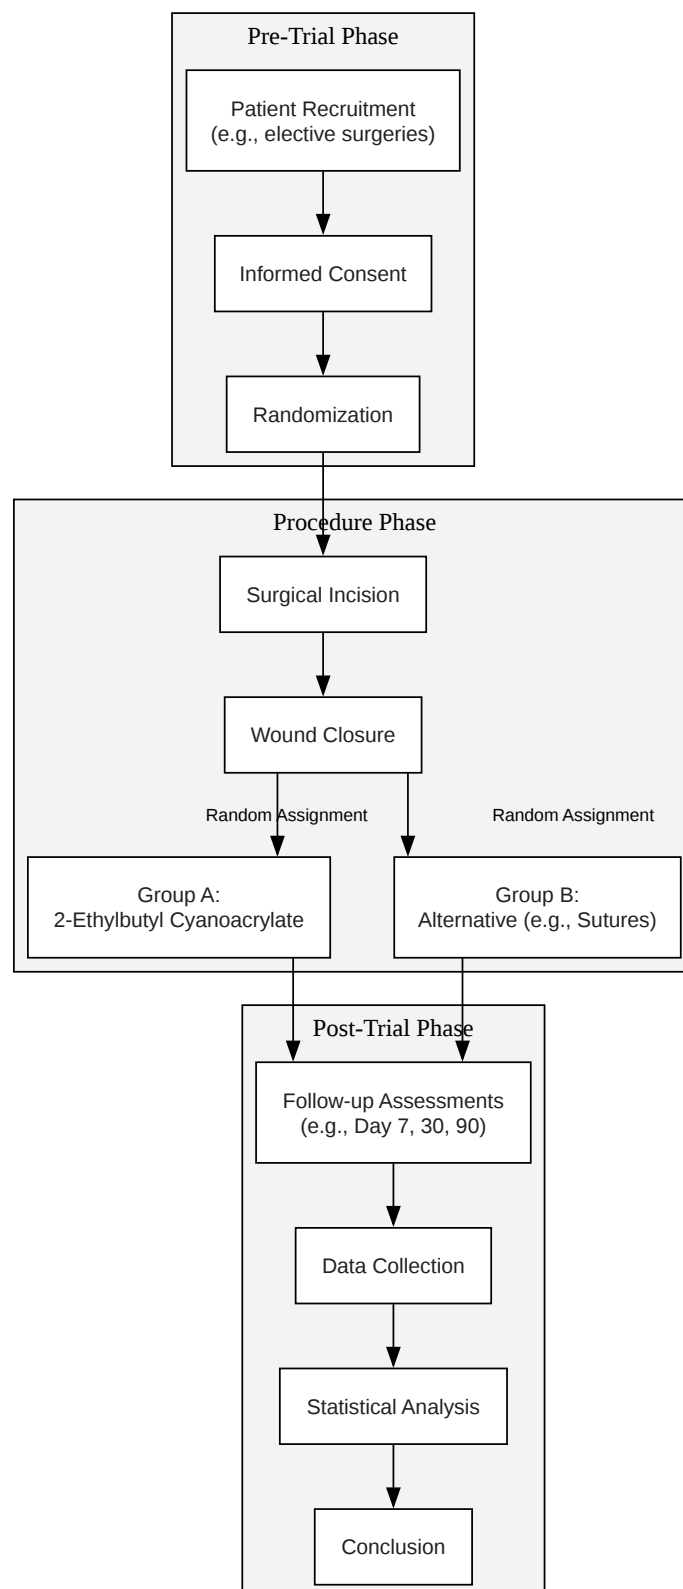 Pre-Trial Phase
Patient Recruitment
(e.g., elective surgeries)
Informed Consent
Randomization
Procedure Phase
Surgical Incision
Wound Closure
Random Assignment
Random Assignment
Group A:
2-Ethylbutyl Cyanoacrylate
Group B:
Alternative (e.g., Sutures)
Post-Trial Phase
Follow-up Assessments
(e.g., Day 7, 30, 90)
Data Collection
Statistical Analysis
Conclusion